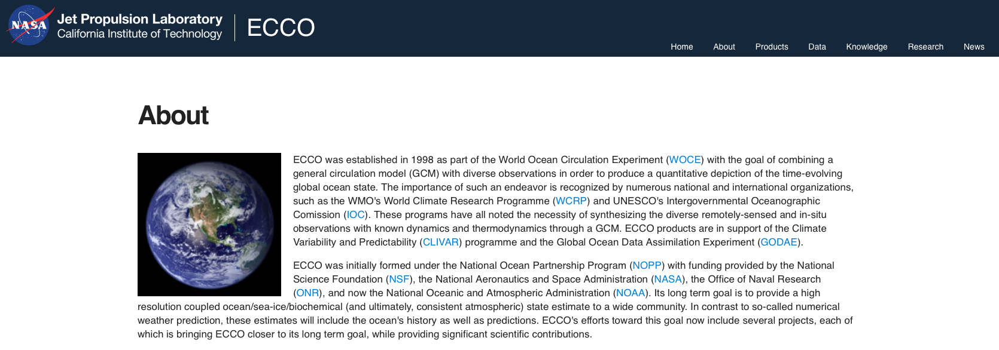 NASA
Jet Propulsion Laboratory
California Institute of Technology
ECCO
Home About Products Data Knowledge Research News
About
ECCO was established in 1998 as part of the World Ocean Circulation Experiment (WOCE) with the goal of combining a
general circulation model (GCM) with diverse observations in order to produce a quantitative depiction of the time-evolving
global ocean state. The importance of such an endeavor is recognized by numerous national and international organizations,
such as the WMO's World Climate Research Programme (WCRP) and UNESCO's Intergovernmental Oceanographic
Comission (IOC). These programs have all noted the necessity of synthesizing the diverse remotely-sensed and in-situ
observations with known dynamics and thermodynamics through a GCM. ECCO products are in support of the Climate
Variability and Predictability (CLIVAR) programme and the Global Ocean Data Assimilation Experiment (GODAE).
ECCO was initially formed under the National Ocean Partnership Program (NOPP) with funding provided by the National
Science Foundation (NSF), the National Aeronautics and Space Administration (NASA), the Office of Naval Research
(ONR), and now the National Oceanic and Atmospheric Administration (NOAA). Its long term goal is to provide a high
resolution coupled ocean/sea-ice/biochemical (and ultimately, consistent atmospheric) state estimate to a wide community. In contrast to so-called numerical
weather prediction, these estimates will include the ocean's history as well as predictions. ECCO's efforts toward this goal now include several projects, each of
which is bringing ECCO closer to its long term goal, while providing significant scientific contributions.